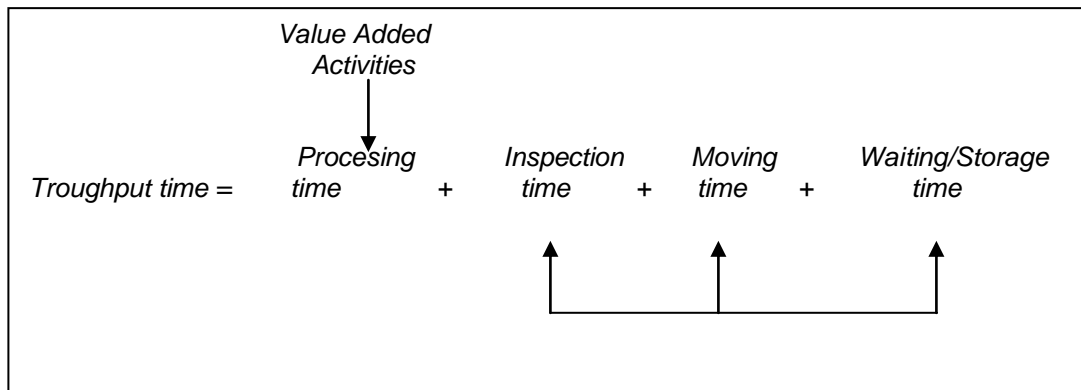 Value Added
Activities
Procesing Inspection Moving Waiting/Storage
Troughput time = time + time + time + time